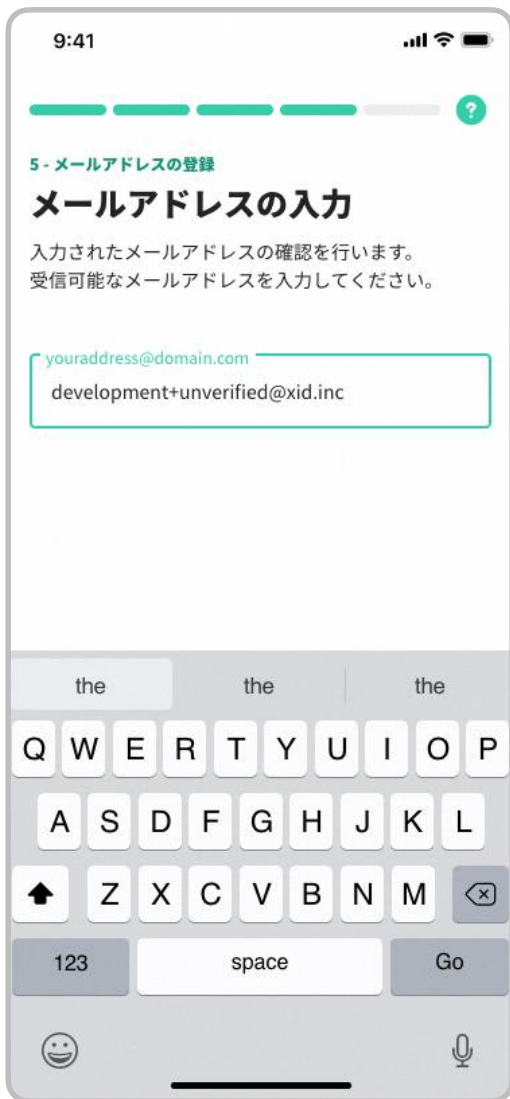 9:41
?
5 - メールアドレスの登録
メールアドレスの入力
入力されたメールアドレスの確認を行います。
受信可能なメールアドレスを入力してください。
youraddress@domain.com
development+unverified@xid.inc
the the the
Q W E R T Y U I O P
A S D F G H J K L
Z X C V B N M
123 space Go